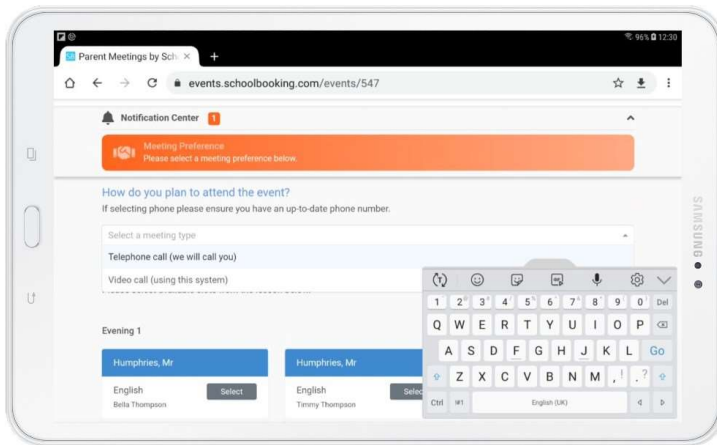 96% 12:30
SB Parent Meetings by Sch
events.schoolbooking.com/events/547
Notification Center 1
Meeting Preference
Please select a meeting preference below.
How do you plan to attend the event?
If selecting phone please ensure you have an up-to-date phone number.
Select a meeting type
Telephone call (we will call you)
Video call (using this system)
Evening 1
Humphries, Mr
Humphries, Mr
English Select
English Selec
Bella Thompson
Timmy Thompson
1 2 3 4 5 6 7 8 9 0 Del
Q W E R T Y U I O P
A S D F G H J K L Go
Z X C V B N M , ! . ?
Ctrl !#1 English (UK)
SAMSUNG